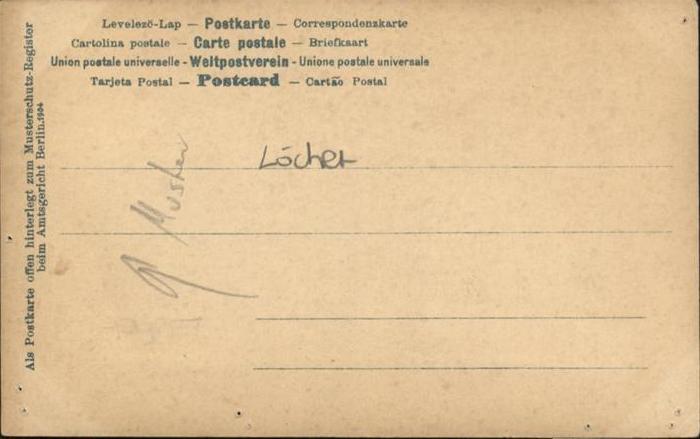 Levelező-Lap — Postkarte — Correspondenzkarte
Cartolina postale — Carte postale — Briefkaart
Union postale universelle - Weltpostverein - Unione postale universale
Tarjeta Postal — Postcard — Cartão Postal
Als Postkarte offen hinterlegt zum Musterschutz-Register
beim Amtsgericht Berlin.1904
Löcher
Muster